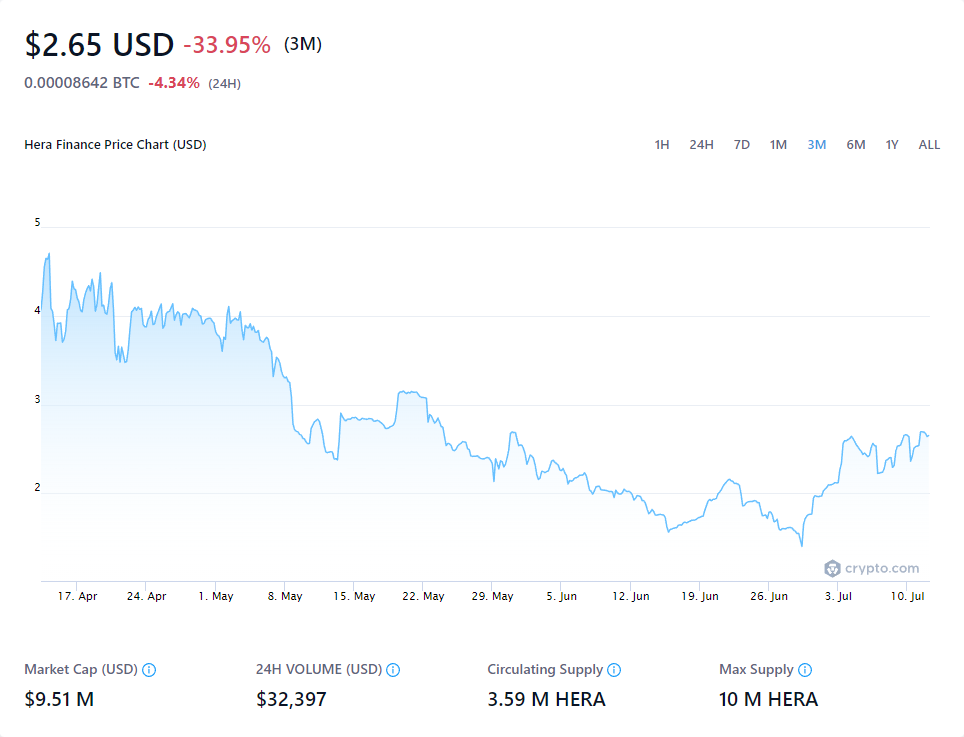 $2.65 USD -33.95% (3M)
0.00008642 BTC -4.34% (24H)
Hera Finance Price Chart (USD) 1H 24H 7D 1M 3M 6M 1Y ALL
5
4
3
2
crypto.com
17. Apr 24. Apr 1. May 8. May 15. May 22. May 29. May 5. Jun 12. Jun 19. Jun 26. Jun 3. Jul 10. Jul
Market Cap (USD) 24H VOLUME (USD) Circulating Supply Max Supply
$9.51 M $32,397 3.59 M HERA 10 M HERA